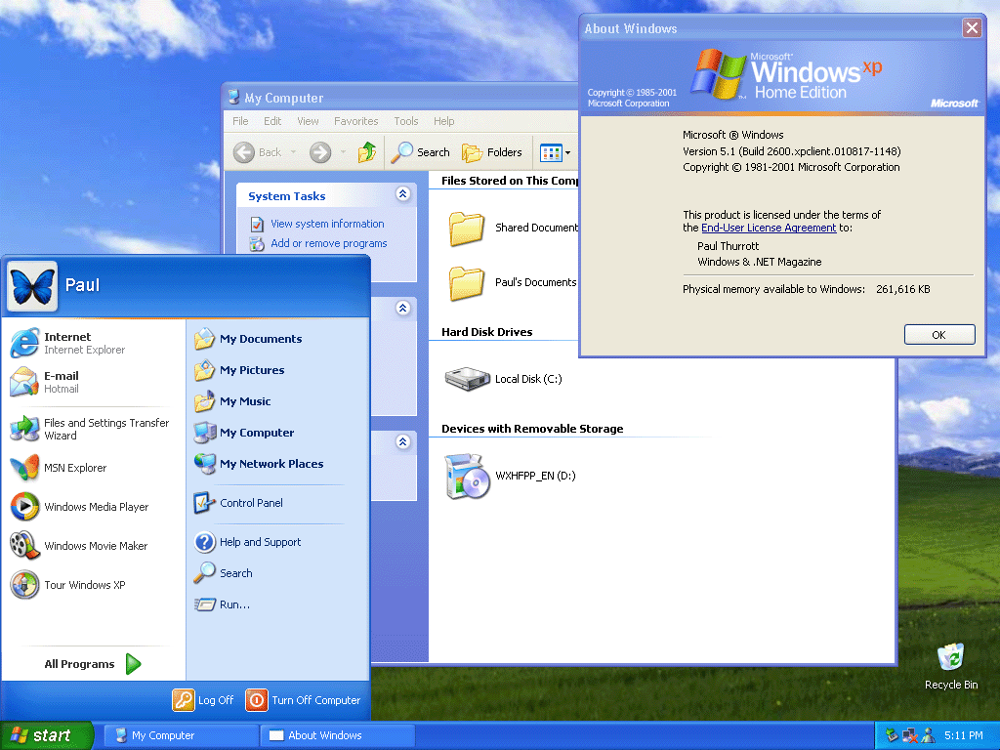 About Windows
Microsoft®
Windows xp
Home Edition
Copyright © 1985-2001
Microsoft Corporation
Microsoft
Microsoft ® Windows
Version 5.1 (Build 2600.xpclient.010817-1148)
Copyright © 1981-2001 Microsoft Corporation
This product is licensed under the terms of
the End-User License Agreement to:
Paul Thurrott
Windows & .NET Magazine
Physical memory available to Windows: 261,616 KB
OK
My Computer
File Edit View Favorites Tools Help
Back Search Folders
System Tasks
View system information
Add or remove programs
Files Stored on This Comp
Shared Document
Paul's Documents
Hard Disk Drives
Local Disk (C:)
Devices with Removable Storage
WXHFPP_EN (D:)
Paul
Internet
Internet Explorer
E-mail
Hotmail
Files and Settings Transfer
Wizard
MSN Explorer
Windows Media Player
Windows Movie Maker
Tour Windows XP
All Programs
My Documents
My Pictures
My Music
My Computer
My Network Places
Control Panel
Help and Support
Search
Run...
Log Off Turn Off Computer
Recycle Bin
start My Computer About Windows 5:11 PM